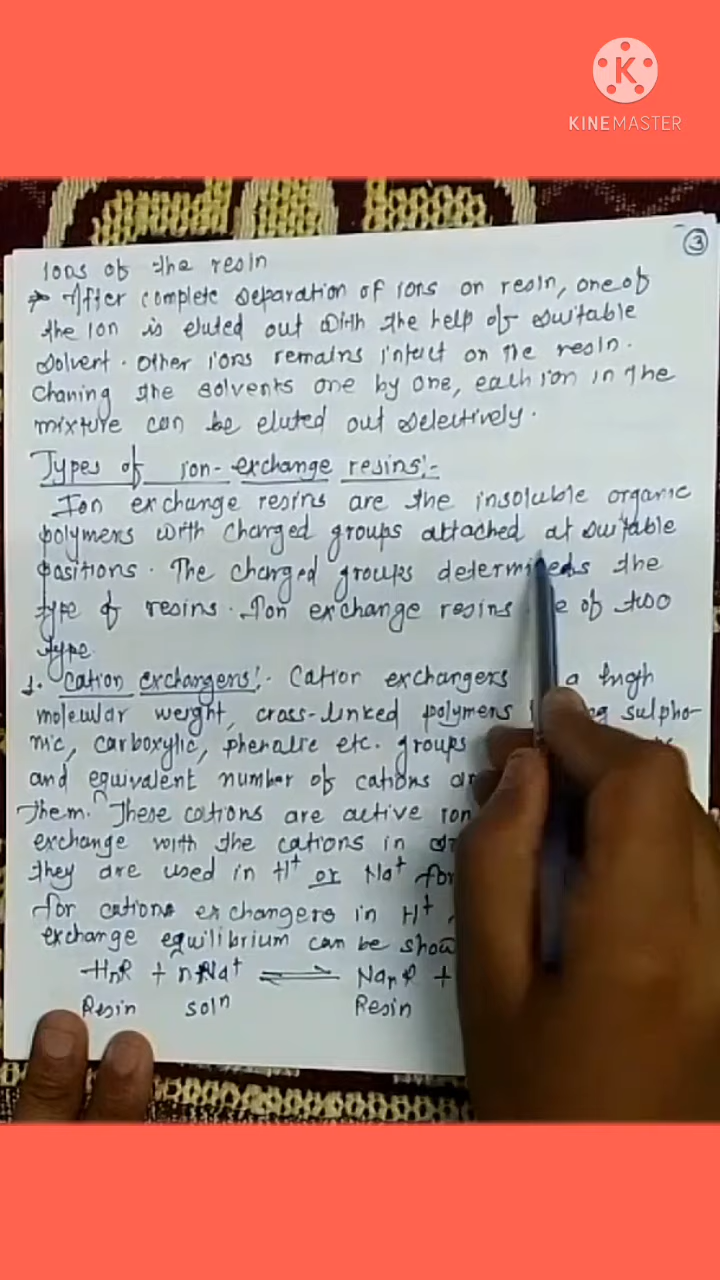 K
KINEMASTER
3
Ions of the resin
→ After complete separation of ions on resin, one of
the ion is eluted out with the help of suitable
solvent. Other ions remains intact on the resin.
Chaning the solvents one by one, each ion in the
mixture can be eluted out selectively.
Types of ion-exchange resins:-
Ion exchange resins are the insoluble organic
polymers with charged groups attached at suitable
positions. The charged groups determineds the
type of resins. Ion exchange resins of two
type.
1. Cation exchangers:- Cation exchangers a high
molecular weight, cross-linked polymers sulpho-
nic, carboxylic, phenolic etc. groups
and equivalent number of cations
them. These cations are active ion
exchange with the cations in
they are used in H⁺ or Na⁺
for cations exchangers in H⁺
exchange equilibrium can be
HnR + nNa⁺ ⇌ NanR +
Resin solⁿ Resin